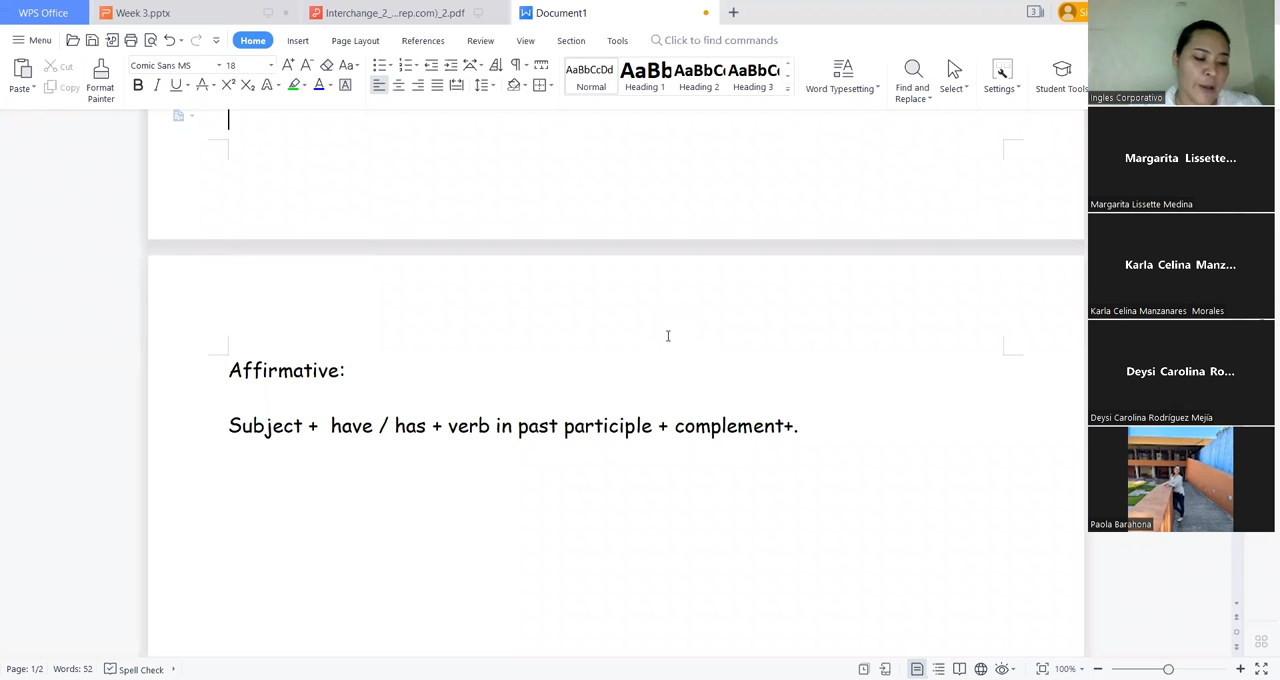 WPS Office Week 3.pptx Interchange_2_...rep.com)_2.pdf Document1
Menu Home Insert Page Layout References Review View Section Tools Click to find commands
Paste Cut Copy Format Painter Comic Sans MS 18 AaBbCcDd Normal AaBb Heading 1 AaBbCc Heading 2 AaBbCc Heading 3 Word Typesetting Find and Replace Select Settings Student Tools
Ingles Corporativo
Margarita Lissette...
Margarita Lissette Medina
Karla Celina Manz...
Karla Celina Manzanares Morales
Affirmative:
Deysi Carolina Ro...
Deysi Carolina Rodríguez Mejía
Subject + have / has + verb in past participle + complement+.
Paola Barahona
Page: 1/2 Words: 52 Spell Check 100%